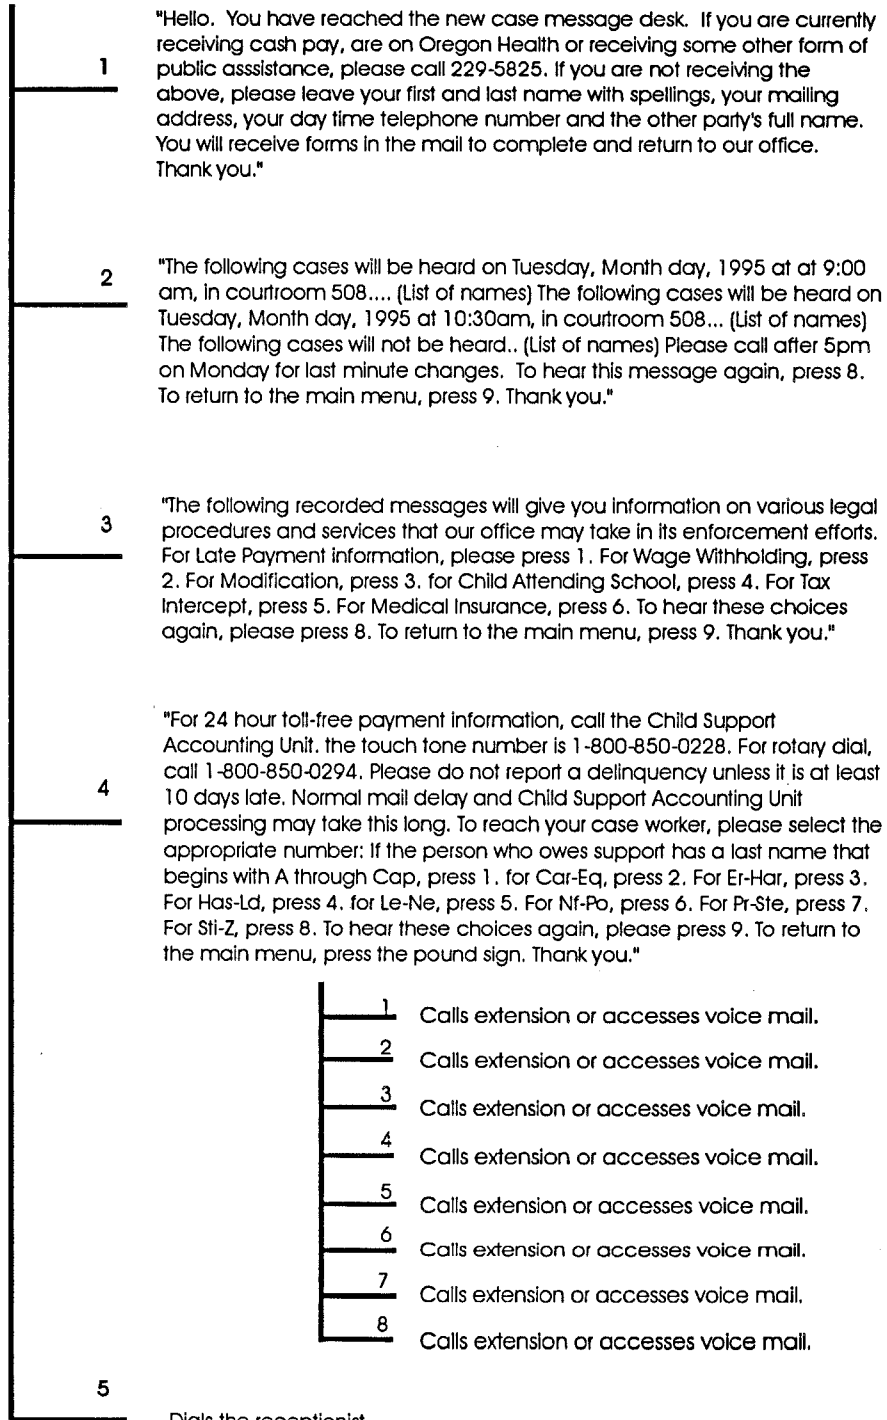 "Hello. You have reached the new case message desk. If you are currently
receiving cash pay, are on Oregon Health or receiving some other form of
1 public asssistance, please call 229-5825. If you are not receiving the
above, please leave your first and last name with spellings, your mailing
address, your day time telephone number and the other party's full name.
You will receive forms in the mail to complete and return to our office.
Thank you."
2 "The following cases will be heard on Tuesday, Month day, 1995 at at 9:00
am, in courtroom 508.... (List of names) The following cases will be heard on
Tuesday, Month day, 1995 at 10:30am, in courtroom 508... (List of names)
The following cases will not be heard.. (List of names) Please call after 5pm
on Monday for last minute changes. To hear this message again, press 8.
To return to the main menu, press 9. Thank you."
3 "The following recorded messages will give you information on various legal
procedures and services that our office may take in its enforcement efforts.
For Late Payment information, please press 1. For Wage Withholding, press
2. For Modification, press 3. for Child Attending School, press 4. For Tax
Intercept, press 5. For Medical Insurance, press 6. To hear these choices
again, please press 8. To return to the main menu, press 9. Thank you."
"For 24 hour toll-free payment information, call the Child Support
Accounting Unit. the touch tone number is 1-800-850-0228. For rotary dial,
call 1-800-850-0294. Please do not report a delinquency unless it is at least
4 10 days late. Normal mail delay and Child Support Accounting Unit
processing may take this long. To reach your case worker, please select the
appropriate number: If the person who owes support has a last name that
begins with A through Cap, press 1. for Car-Eq, press 2. For Er-Har, press 3.
For Has-Ld, press 4. for Le-Ne, press 5. For Nf-Po, press 6. For Pr-Ste, press 7.
For Sti-Z, press 8. To hear these choices again, please press 9. To return to
the main menu, press the pound sign. Thank you."
1 Calls extension or accesses voice mail.
2 Calls extension or accesses voice mail.
3 Calls extension or accesses voice mail.
4 Calls extension or accesses voice mail.
5 Calls extension or accesses voice mail.
6 Calls extension or accesses voice mail.
7 Calls extension or accesses voice mail.
8 Calls extension or accesses voice mail.
5
Dials the receptionist